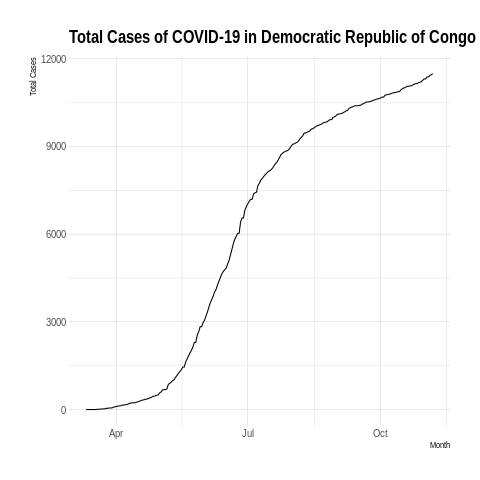 Total Cases of COVID-19 in Democratic Republic of Congo
Total Cases
12000
9000
6000
3000
0
Apr
Jul
Oct
Month